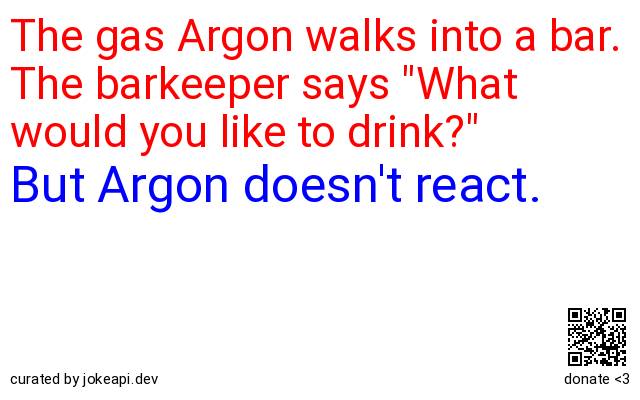 The gas Argon walks into a bar.
The barkeeper says "What
would you like to drink?"
But Argon doesn't react.
curated by jokeapi.dev
donate <3